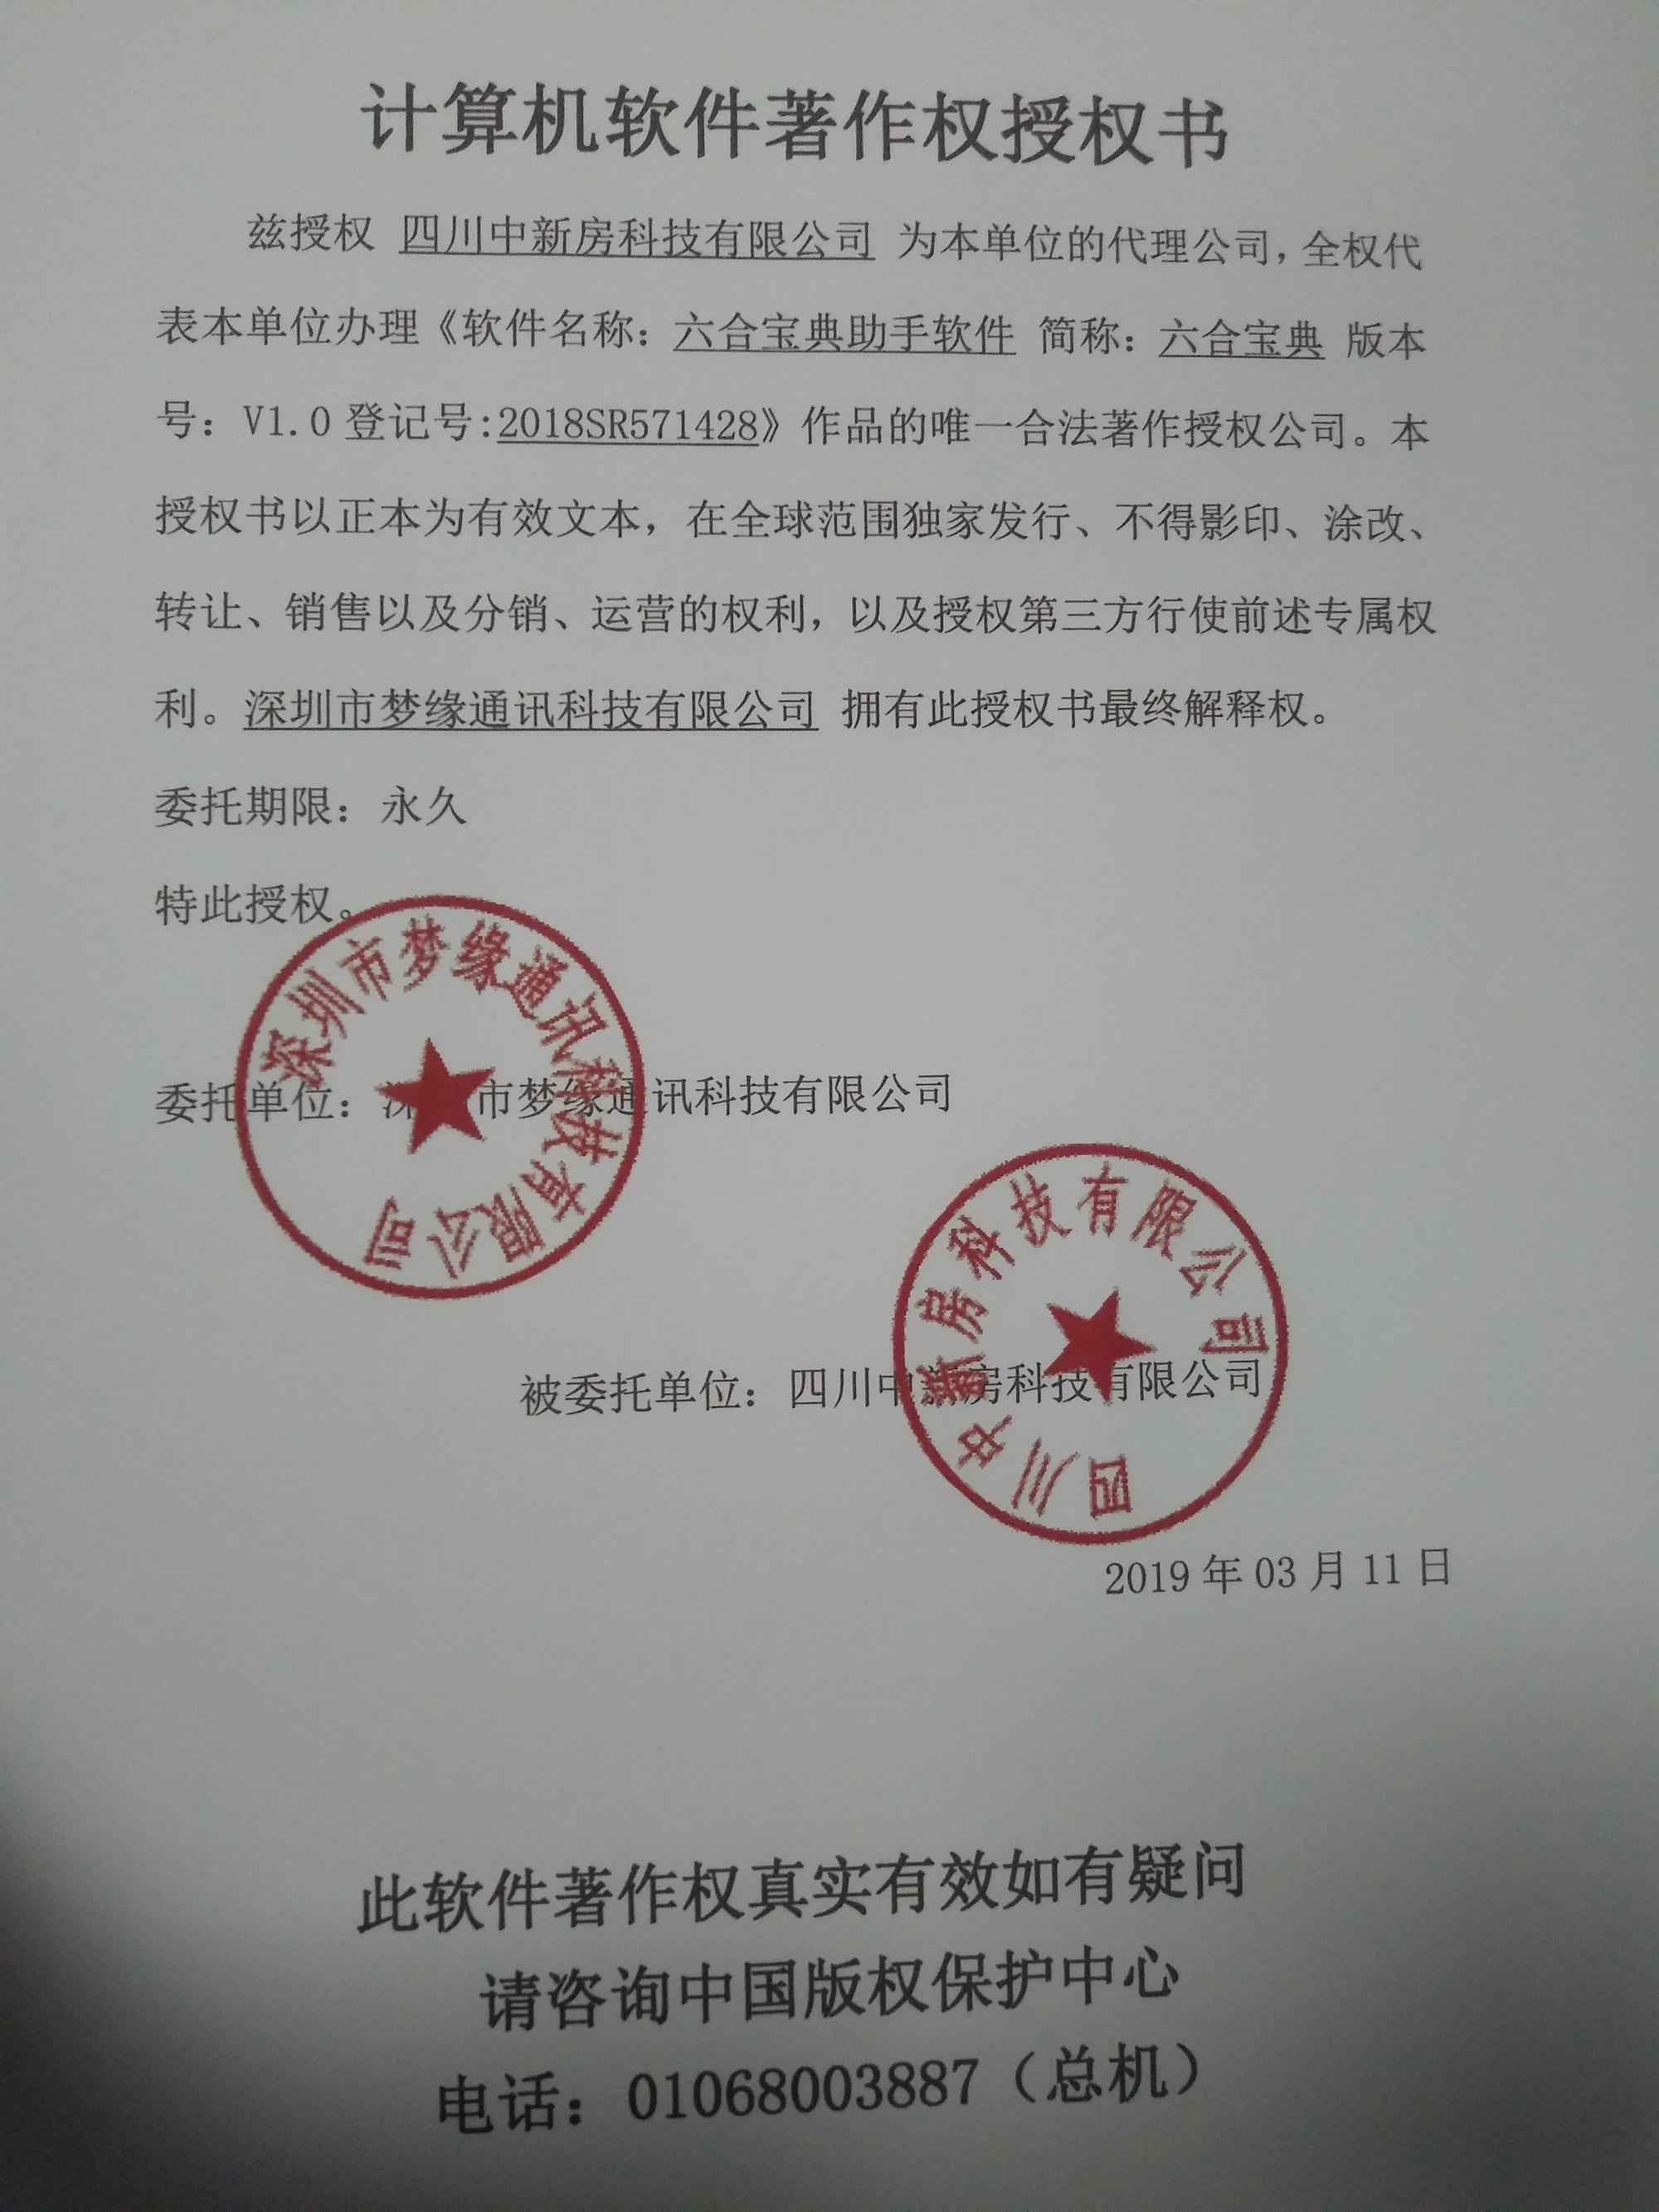 计算机软件著作权授权书
兹授权 四川中新房科技有限公司 为本单位的代理公司，全权代
表本单位办理《软件名称：六合宝典助手软件 简称：六合宝典 版本
号：V1.0 登记号:2018SR571428》作品的唯一合法著作授权公司。本
授权书以正本为有效文本，在全球范围独家发行、不得影印、涂改、
转让、销售以及分销、运营的权利，以及授权第三方行使前述专属权
利。深圳市梦缘通讯科技有限公司 拥有此授权书最终解释权。
委托期限：永久
特此授权。
深圳市梦缘通讯科技有限公司
委托单位：深圳市梦缘通讯科技有限公司
四川中新房科技有限公司
被委托单位：四川中新房科技有限公司
2019年03月11日
此软件著作权真实有效如有疑问
请咨询中国版权保护中心
电话：01068003887（总机）